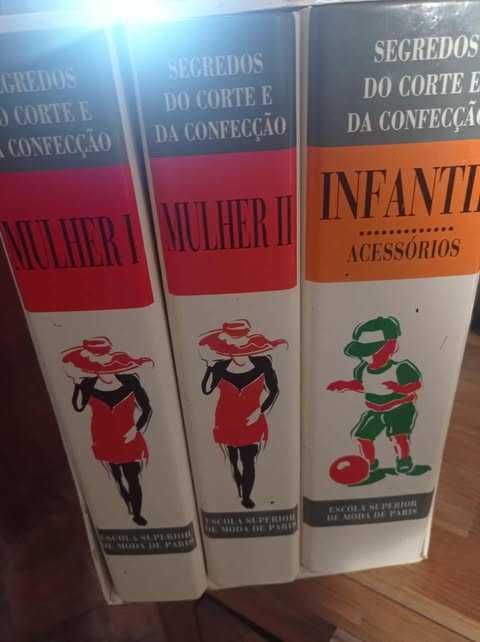 SEGREDOS
DO CORTE E
DA CONFECÇÃO
MULHER I
ESCOLA SUPERIOR
DE MODA DE PARIS
SEGREDOS
DO CORTE E
DA CONFECÇÃO
MULHER II
ESCOLA SUPERIOR
DE MODA DE PARIS
SEGREDOS
DO CORTE E
DA CONFECÇÃO
INFANTIL
ACESSÓRIOS
ESCOLA SUPERIOR
DE MODA DE PARIS